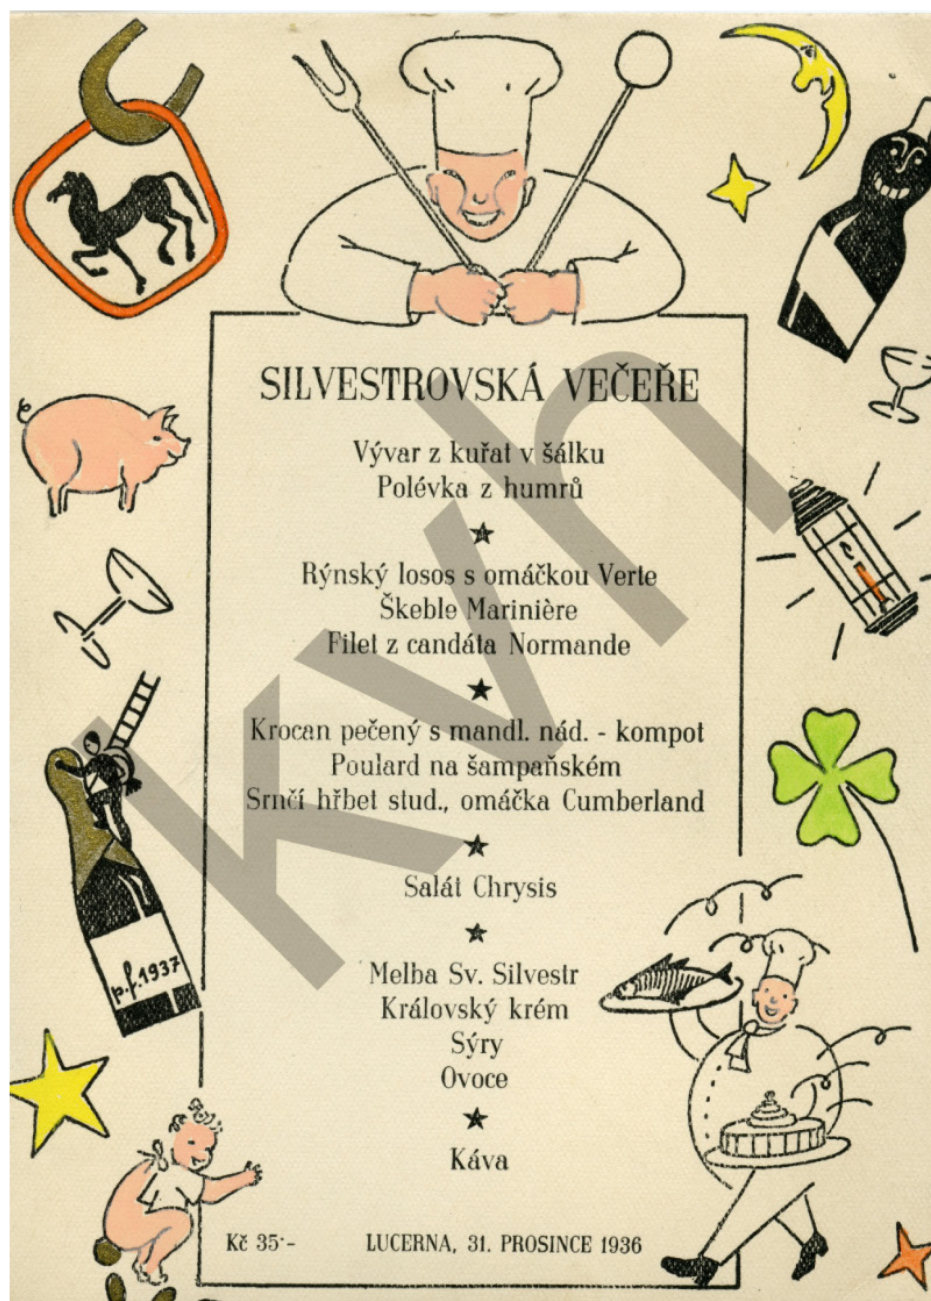 SILVESTROVSKÁ VEČEŘE
Vývar z kuřat v šálku
Polévka z humrů
Rýnský losos s omáčkou Verte
Škeble Marinière
Filet z candáta Normande
Krocan pečený s mandl. nád. - kompot
Poulard na šampaňském
Srnčí hřbet stud., omáčka Cumberland
Salát Chrysis
p.f. 1937
Melba Sv. Silvestr
Královský krém
Sýry
Ovoce
Káva
Kč 35·- LUCERNA, 31. PROSINCE 1936
kvh